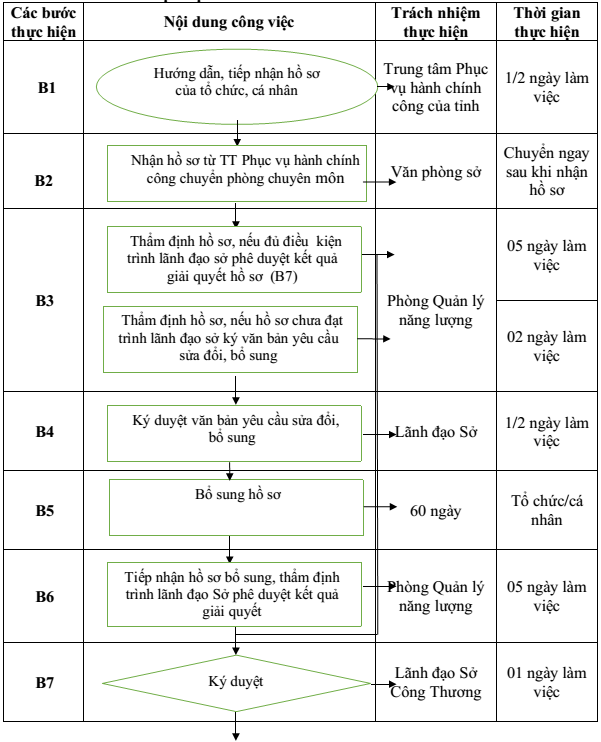 Các bước
thực hiện
Nội dung công việc
Trách nhiệm
thực hiện
Thời gian
thực hiện
B1
Hướng dẫn, tiếp nhận hồ sơ
của tổ chức, cá nhân
Trung tâm Phục
vụ hành chính
công của tỉnh
1/2 ngày làm
việc
B2
Nhận hồ sơ từ TT Phục vụ hành chính
công chuyển phòng chuyên môn
Văn phòng sở
Chuyển ngay
sau khi nhận
hồ sơ
B3
Thẩm định hồ sơ, nếu đủ điều kiện
trình lãnh đạo sở phê duyệt kết quả
giải quyết hồ sơ (B7)
Thẩm định hồ sơ, nếu hồ sơ chưa đạt
trình lãnh đạo sở ký văn bản yêu cầu
sửa đổi, bổ sung
Phòng Quản lý
năng lượng
05 ngày làm
việc
02 ngày làm
việc
B4
Ký duyệt văn bản yêu cầu sửa đổi,
bổ sung
Lãnh đạo Sở
1/2 ngày làm
việc
B5
Bổ sung hồ sơ
60 ngày
Tổ chức/cá
nhân
B6
Tiếp nhận hồ sơ bổ sung, thẩm định
trình lãnh đạo Sở phê duyệt kết quả
giải quyết
Phòng Quản lý
năng lượng
05 ngày làm
việc
B7
Ký duyệt
Lãnh đạo Sở
Công Thương
01 ngày làm
việc